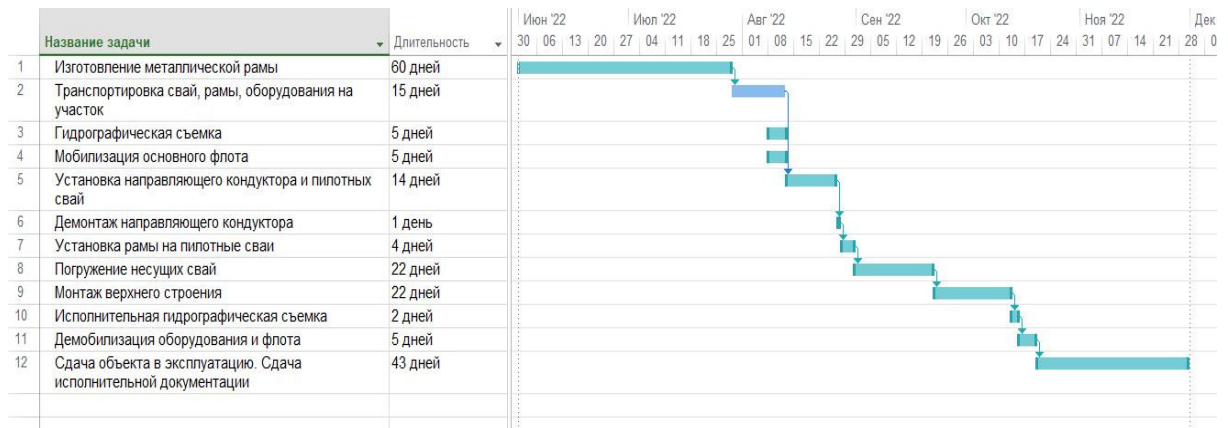 Июн '22 Июл '22 Авг '22 Сен '22 Окт '22 Ноя '22 Дек
Название задачи Длительность 30 06 13 20 27 04 11 18 25 01 08 15 22 29 05 12 19 26 03 10 17 24 31 07 14 21 28 0
1 Изготовление металлической рамы 60 дней
2 Транспортировка свай, рамы, оборудования на 15 дней
участок
3 Гидрографическая съемка 5 дней
4 Мобилизация основного флота 5 дней
5 Установка направляющего кондуктора и пилотных 14 дней
свай
6 Демонтаж направляющего кондуктора 1 день
7 Установка рамы на пилотные сваи 4 дней
8 Погружение несущих свай 22 дней
9 Монтаж верхнего строения 22 дней
10 Исполнительная гидрографическая съемка 2 дней
11 Демобилизация оборудования и флота 5 дней
12 Сдача объекта в эксплуатацию. Сдача 43 дней
исполнительной документации